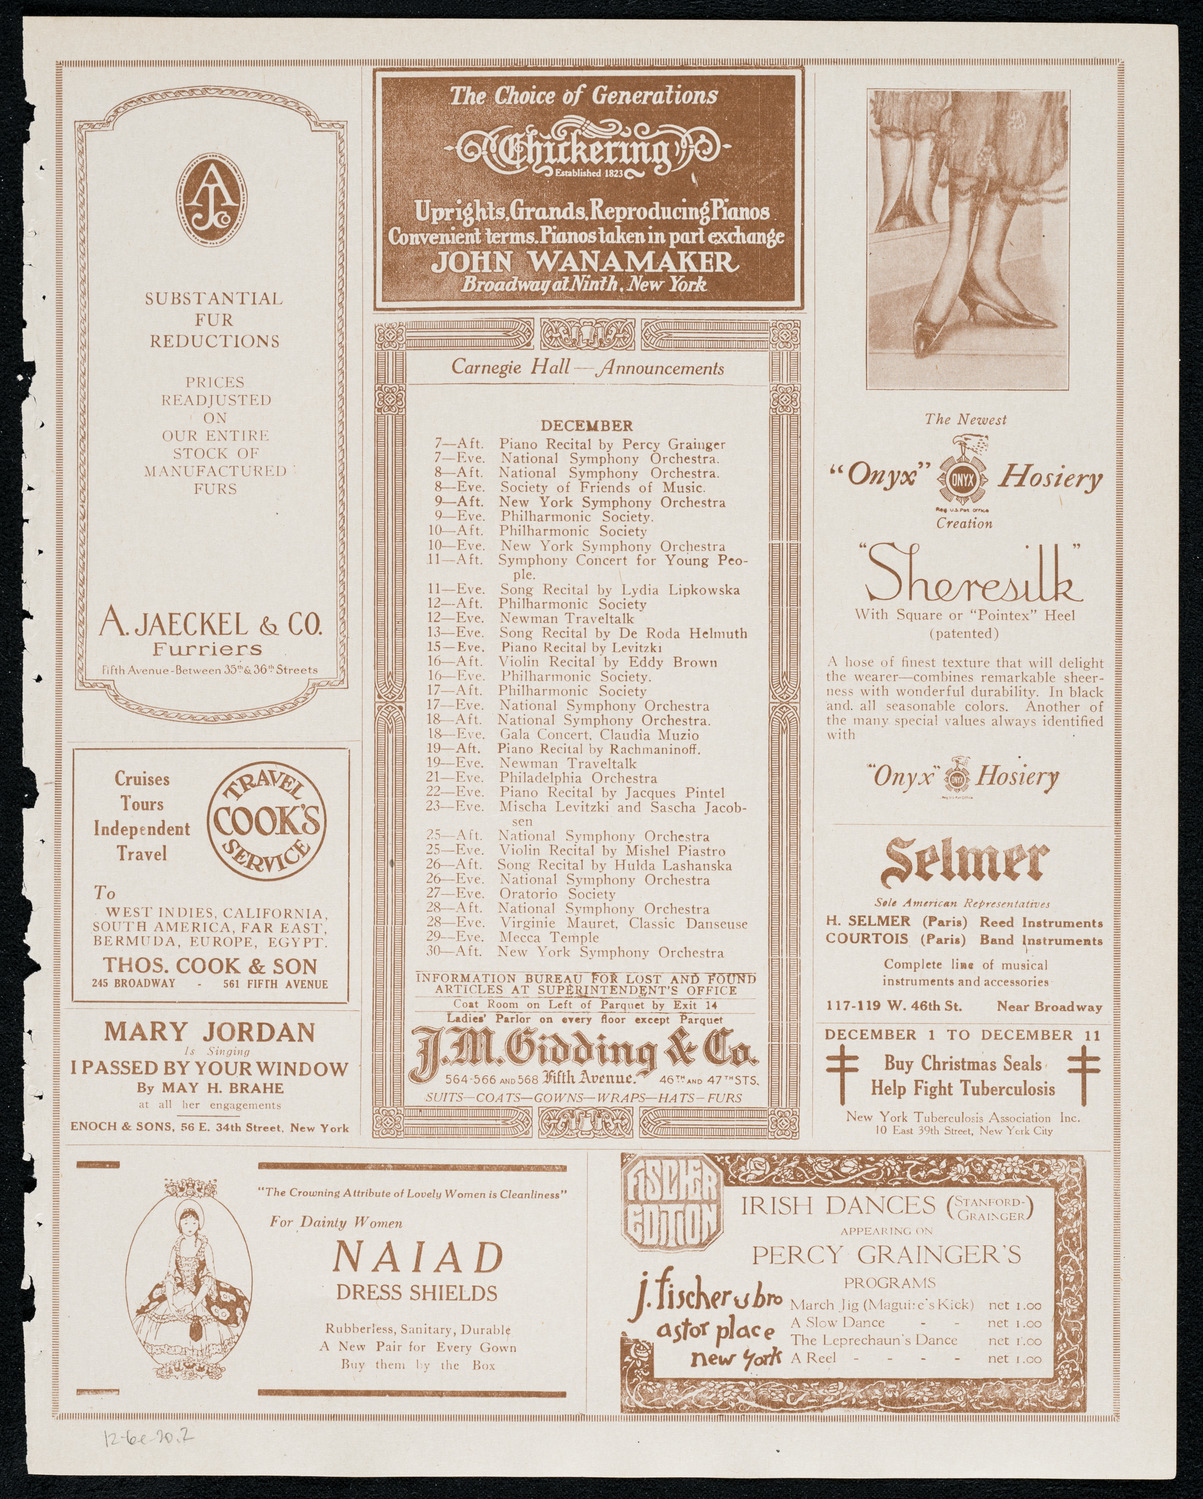 AJCo
SUBSTANTIAL
FUR
REDUCTIONS
PRICES
READJUSTED
ON
OUR ENTIRE
STOCK OF
MANUFACTURED
FURS
A. JAECKEL & CO.
Furriers
Fifth Avenue - Between 35th & 36th Streets
Cruises
Tours
Independent
Travel
TRAVEL
COOK'S
SERVICE
To
WEST INDIES, CALIFORNIA,
SOUTH AMERICA, FAR EAST,
BERMUDA, EUROPE, EGYPT.
THOS. COOK & SON
245 BROADWAY - 561 FIFTH AVENUE
MARY JORDAN
Is Singing
I PASSED BY YOUR WINDOW
By MAY H. BRAHE
at all her engagements
ENOCH & SONS, 56 E. 34th Street, New York
The Choice of Generations
Chickering
Established 1823
Uprights, Grands, Reproducing Pianos
Convenient terms. Pianos taken in part exchange
JOHN WANAMAKER
Broadway at Ninth, New York
Carnegie Hall — Announcements
DECEMBER
7—Aft. Piano Recital by Percy Grainger
7—Eve. National Symphony Orchestra.
8—Aft. National Symphony Orchestra.
8—Eve. Society of Friends of Music.
9—Aft. New York Symphony Orchestra
9—Eve. Philharmonic Society.
10—Aft. Philharmonic Society
10—Eve. New York Symphony Orchestra
11—Aft. Symphony Concert for Young Peo-
ple.
11—Eve. Song Recital by Lydia Lipkowska
12—Aft. Philharmonic Society
12—Eve. Newman Traveltalk
13—Eve. Song Recital by De Roda Helmuth
15—Eve. Piano Recital by Levitzki
16—Aft. Violin Recital by Eddy Brown
16—Eve. Philharmonic Society.
17—Aft. Philharmonic Society
17—Eve. National Symphony Orchestra
18—Aft. National Symphony Orchestra.
18—Eve. Gala Concert, Claudia Muzio
19—Aft. Piano Recital by Rachmaninoff.
19—Eve. Newman Traveltalk
21—Eve. Philadelphia Orchestra
22—Eve. Piano Recital by Jacques Pintel
23—Eve. Mischa Levitzki and Sascha Jacob-
sen
25—Aft. National Symphony Orchestra
25—Eve. Violin Recital by Mishel Piastro
26—Aft. Song Recital by Hulda Lashanska
26—Eve. National Symphony Orchestra
27—Eve. Oratorio Society
28—Aft. National Symphony Orchestra
28—Eve. Virginie Mauret, Classic Danseuse
29—Eve. Mecca Temple
30—Aft. New York Symphony Orchestra
INFORMATION BUREAU FOR LOST AND FOUND
ARTICLES AT SUPERINTENDENT'S OFFICE
Coat Room on Left of Parquet by Exit 14
Ladies' Parlor on every floor except Parquet
J.M. Gidding & Co.
564-566 AND 568 Fifth Avenue. 46TH AND 47TH STS.
SUITS—COATS—GOWNS—WRAPS—HATS—FURS
The Newest
"Onyx" ONYX Hosiery
Reg. U.S. Pat. Office
Creation
"Sheresilk"
With Square or "Pointex" Heel
(patented)
A hose of finest texture that will delight
the wearer—combines remarkable sheer-
ness with wonderful durability. In black
and all seasonable colors. Another of
the many special values always identified
with
"Onyx" Hosiery
Selmer
Sole American Representatives
H. SELMER (Paris) Reed Instruments
COURTOIS (Paris) Band Instruments
Complete line of musical
instruments and accessories
117-119 W. 46th St. Near Broadway
DECEMBER 1 TO DECEMBER 11
Buy Christmas Seals
Help Fight Tuberculosis
New York Tuberculosis Association Inc.
10 East 39th Street, New York City
"The Crowning Attribute of Lovely Women is Cleanliness"
For Dainty Women
NAIAD
DRESS SHIELDS
Rubberless, Sanitary, Durable
A New Pair for Every Gown
Buy them by the Box
FISCHER
EDITION
j. fischer & bro
astor place
new york
IRISH DANCES (STANFORD-
GRAINGER)
APPEARING ON
PERCY GRAINGER'S
PROGRAMS
March Jig (Maguire's Kick) net 1.00
A Slow Dance - - net 1.00
The Leprechaun's Dance net 1.00
A Reel - - - - net 1.00
12-6e-20.2